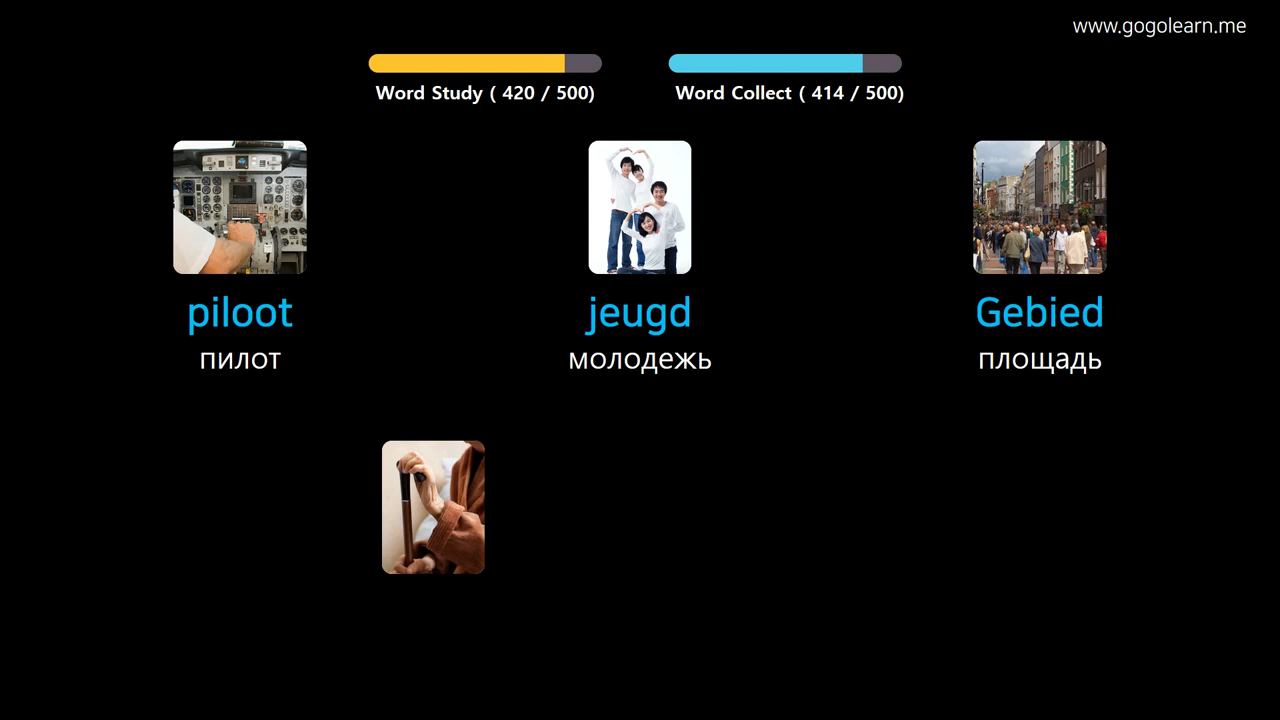 www.gogolearn.me
Word Study ( 420 / 500)
Word Collect ( 414 / 500)
piloot
jeugd
Gebied
пилот
молодежь
площадь